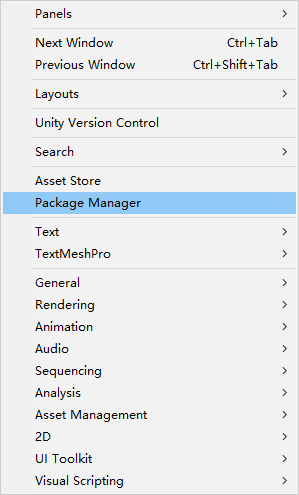 Panels
Next Window Ctrl+Tab
Previous Window Ctrl+Shift+Tab
Layouts
Unity Version Control
Search
Asset Store
Package Manager
Text
TextMeshPro
General
Rendering
Animation
Audio
Sequencing
Analysis
Asset Management
2D
UI Toolkit
Visual Scripting